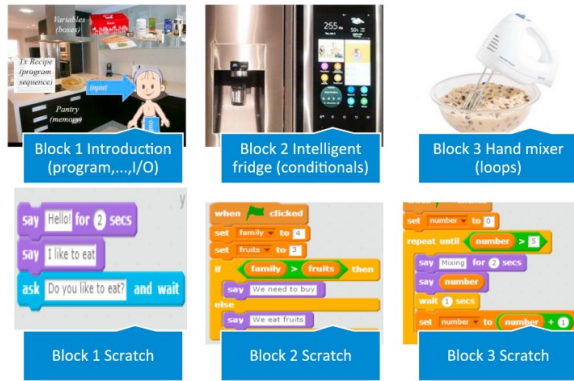 Variables
(boxes)
Tx Recipe
(program
sequences)
input
Pantry
(memory)
255
Block 1 Introduction
(program,...,I/O)
Block 2 Intelligent
fridge (conditionals)
Block 3 Hand mixer
(loops)
say Hello! for 2 secs
say I like to eat
ask Do you like to eat? and wait
Block 1 Scratch
when clicked
set family to 4
set fruits to 3
if family > fruits then
say We need to buy
else
say We eat fruits
Block 2 Scratch
set number to 0
repeat until number > 5
say Mixing for 2 secs
say number
wait 1 secs
set number to number + 1
Block 3 Scratch